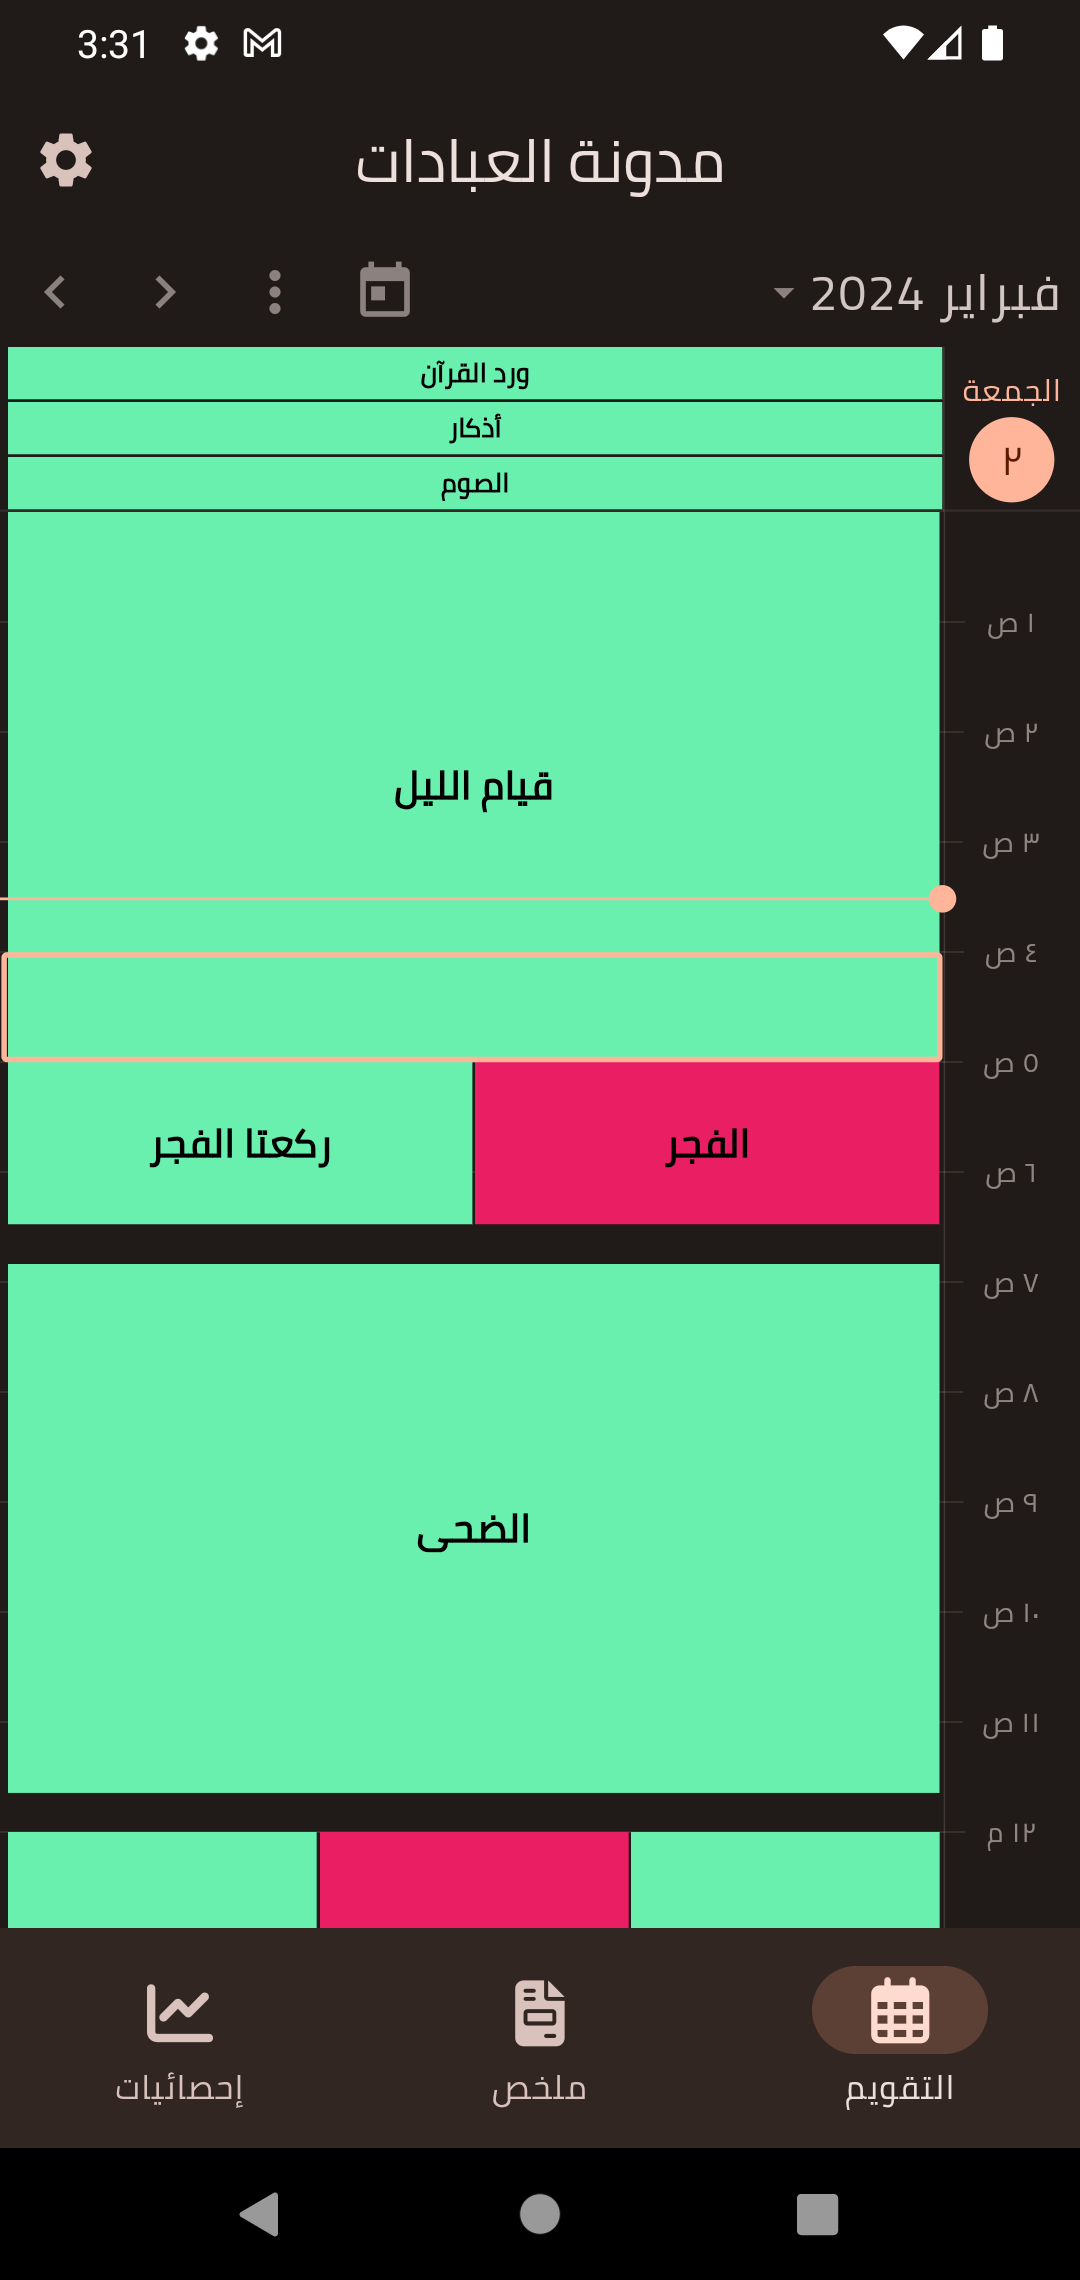 3:31
مدونة العبادات
فبراير 2024
الجمعة
٢
ورد القرآن
أذكار
الصوم
١ ص
٢ ص
قيام الليل
٣ ص
٤ ص
٥ ص
الفجر
ركعتا الفجر
٦ ص
٧ ص
٨ ص
٩ ص
الضحى
١٠ ص
١١ ص
١٢ م
التقويم
ملخص
إحصائيات